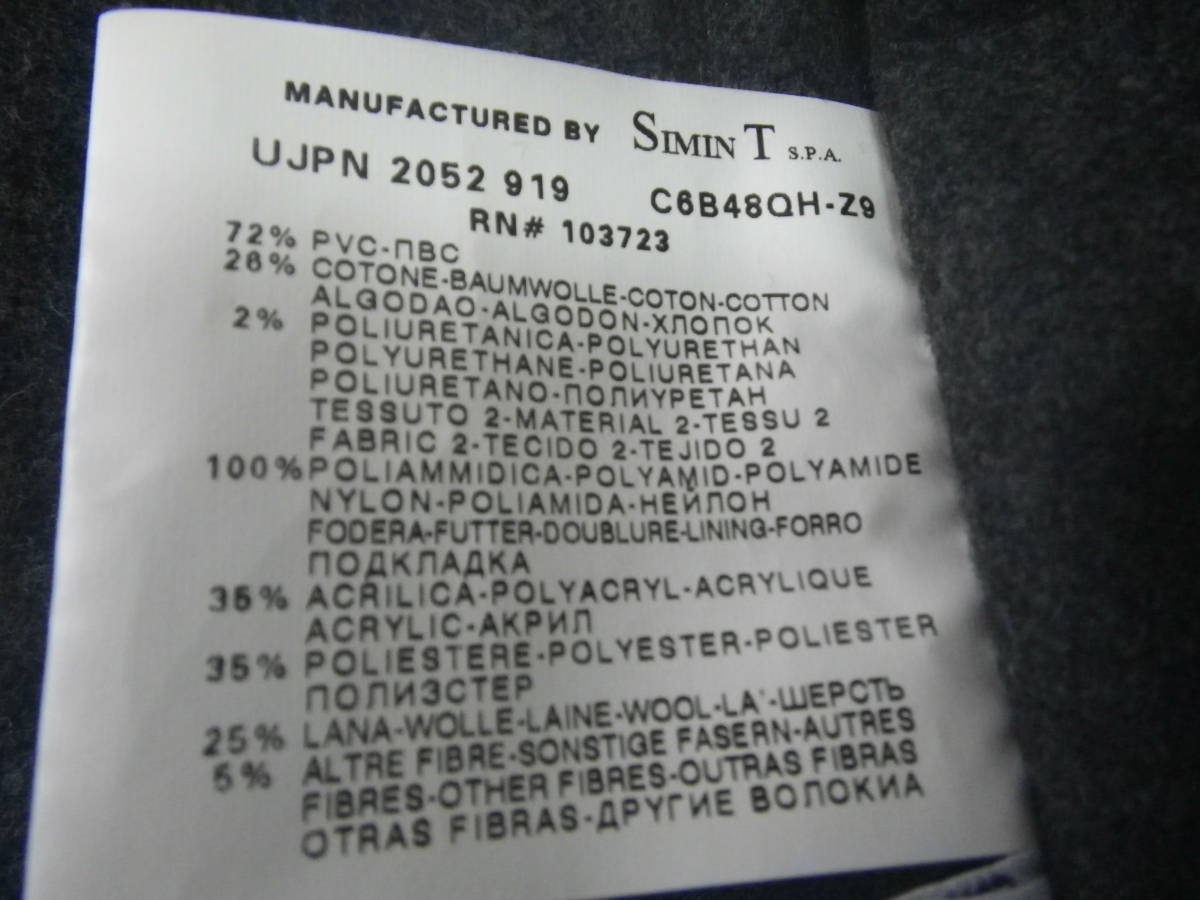 MANUFACTURED BY SIMIN T S.P.A.
UJPN 2052 919 C6B48QH-Z9
RN# 103723
72% PVC-ПВС
26% COTONE-BAUMWOLLE-COTON-COTTON
ALGODAO-ALGODON-ХЛОПОК
2% POLIURETANICA-POLYURETHAN
POLYURETHANE-POLIURETANA
POLIURETANO-ПОЛИУРЕТАН
TESSUTO 2-MATERIAL 2-TESSU 2
FABRIC 2-TECIDO 2-TEJIDO 2
100% POLIAMMIDICA-POLYAMID-POLYAMIDE
NYLON-POLIAMIDA-НЕЙЛОН
FODERA-FUTTER-DOUBLURE-LINING-FORRO
ПОДКЛАДКА
35% ACRILICA-POLYACRYL-ACRYLIQUE
ACRYLIC-АКРИЛ
35% POLIESTERE-POLYESTER-POLIESTER
ПОЛИЭСТЕР
25% LANA-WOLLE-LAINE-WOOL-LA'-ШЕРСТЬ
5% ALTRE FIBRE-SONSTIGE FASERN-AUTRES
FIBRES-OTHER FIBRES-OUTRAS FIBRAS
OTRAS FIBRAS-ДРУГИЕ ВОЛОКИА